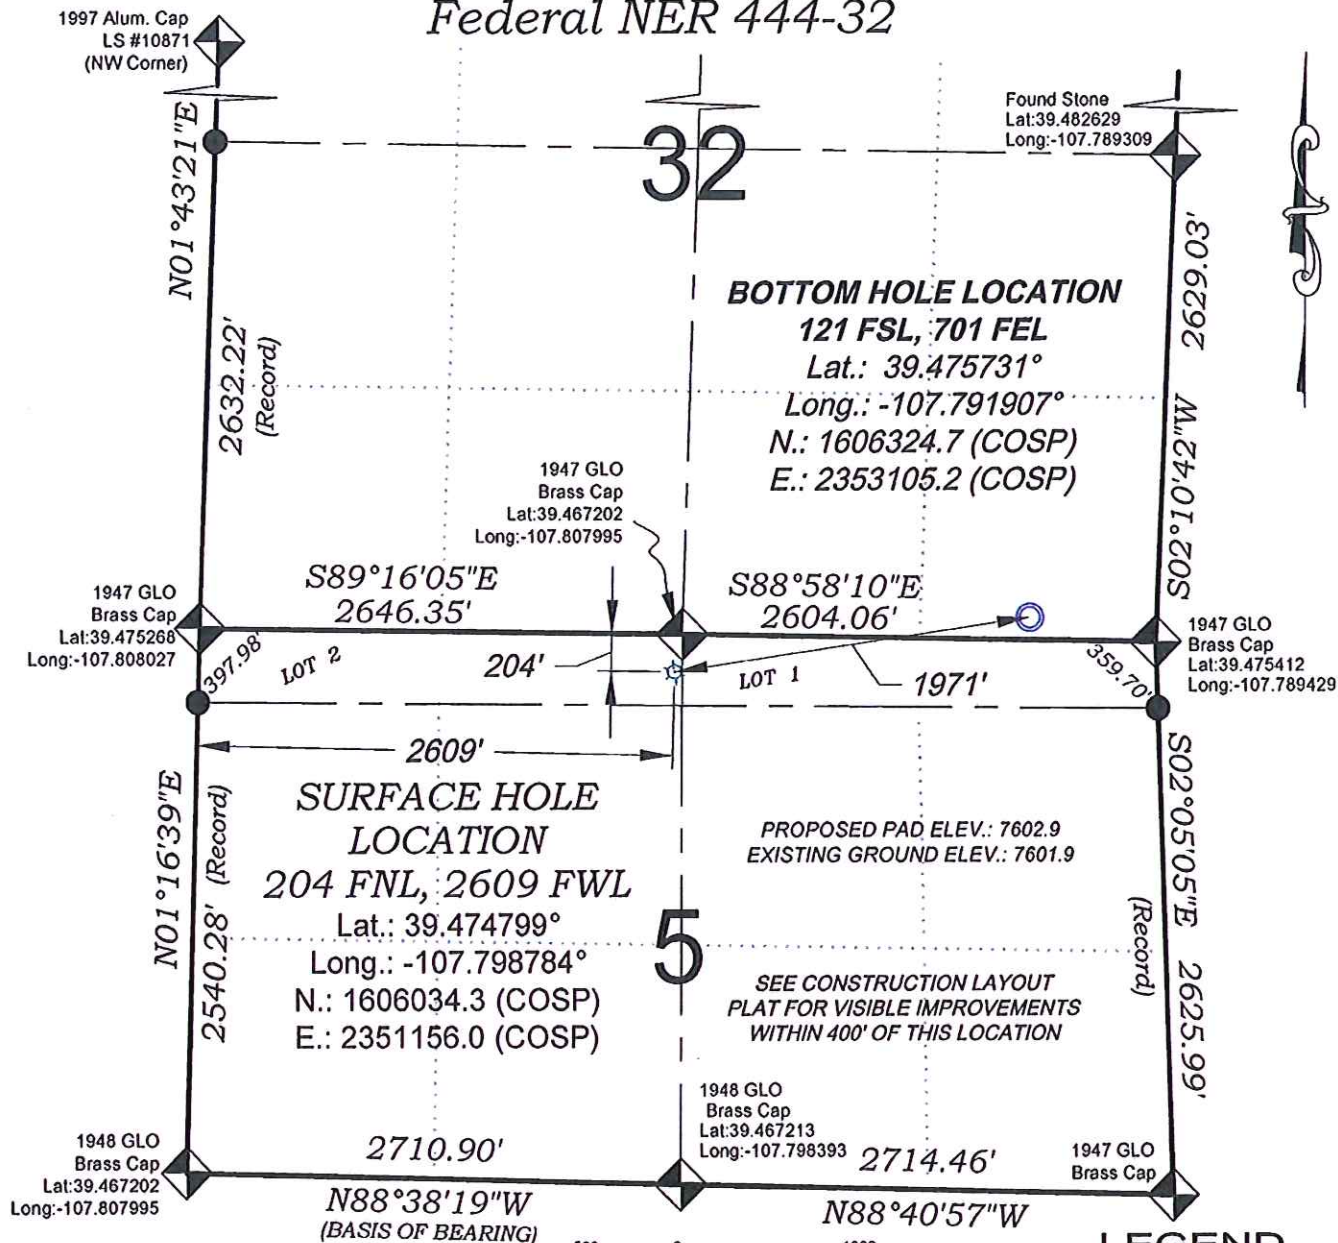 Federal NER 444-32
1997 Alum. Cap
LS #10871
(NW Corner)
Found Stone
Lat:39.482629
Long:-107.789309
32
N01°43'21"E
2632.22'
(Record)
2629.03'
S02°01'42"W
BOTTOM HOLE LOCATION
121 FSL, 701 FEL
Lat.: 39.475731°
Long.: -107.791907°
N.: 1606324.7 (COSP)
E.: 2353105.2 (COSP)
1947 GLO
Brass Cap
Lat:39.467202
Long:-107.807995
1947 GLO
Brass Cap
Lat:39.475268
Long:-107.808027
S89°16'05"E
2646.35'
S88°58'10"E
2604.06'
1947 GLO
Brass Cap
Lat:39.475412
Long:-107.789429
397.98'
LOT 2
204'
LOT 1
1971'
359.70'
2609'
SURFACE HOLE
LOCATION
204 FNL, 2609 FWL
Lat.: 39.474799°
Long.: -107.798784°
N.: 1606034.3 (COSP)
E.: 2351156.0 (COSP)
N01°16'39"E
2540.28' (Record)
PROPOSED PAD ELEV.: 7602.9
EXISTING GROUND ELEV.: 7601.9
5
SEE CONSTRUCTION LAYOUT
PLAT FOR VISIBLE IMPROVEMENTS
WITHIN 400' OF THIS LOCATION
S02°05'05"E 2625.99'
(Record)
1948 GLO
Brass Cap
Lat:39.467213
Long:-107.798393
1948 GLO
Brass Cap
Lat:39.467202
Long:-107.807995
2710.90'
N88°38'19"W
(BASIS OF BEARING)
2714.46'
N88°40'57"W
1947 GLO
Brass Cap
LEGEND